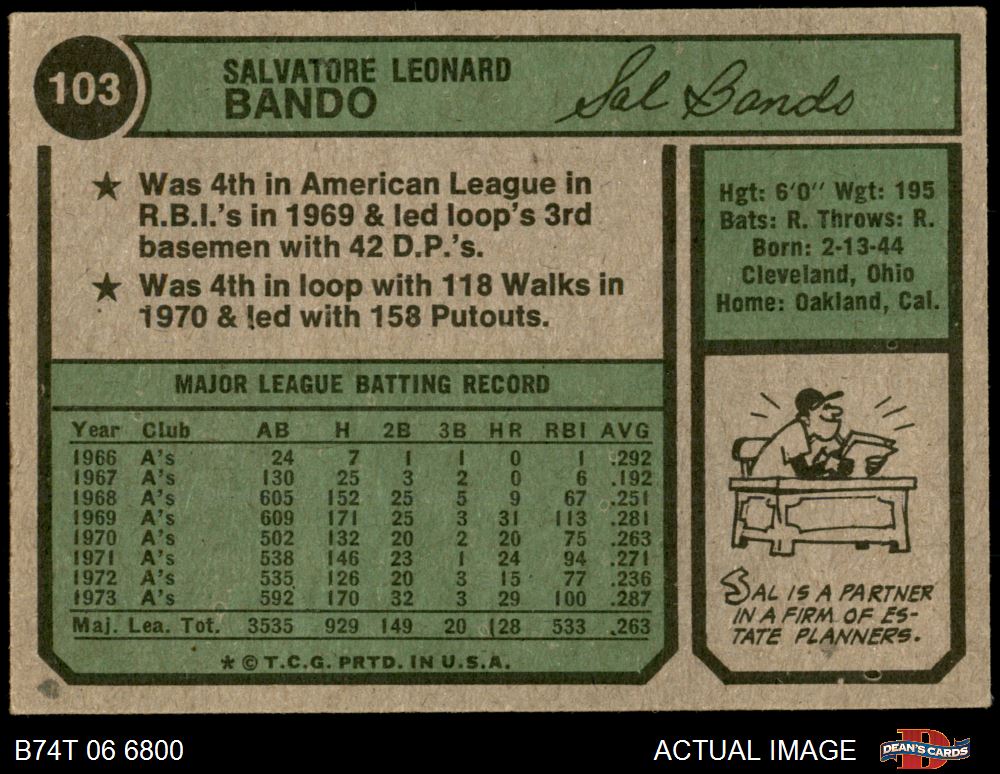 103
SALVATORE LEONARD
BANDO
Sal Bando
★ Was 4th in American League in
R.B.I.'s in 1969 & led loop's 3rd
basemen with 42 D.P.'s.
★ Was 4th in loop with 118 Walks in
1970 & led with 158 Putouts.
Hgt: 6'0" Wgt: 195
Bats: R. Throws: R.
Born: 2-13-44
Cleveland, Ohio
Home: Oakland, Cal.
MAJOR LEAGUE BATTING RECORD
Year Club AB H 2B 3B HR RBI AVG
1966 A's 24 7 1 1 0 1 .292
1967 A's 130 25 3 2 0 6 .192
1968 A's 605 152 25 5 9 67 .251
1969 A's 609 171 25 3 31 113 .281
1970 A's 502 132 20 2 20 75 .263
1971 A's 538 146 23 1 24 94 .271
1972 A's 535 126 20 3 15 77 .236
1973 A's 592 170 32 3 29 100 .287
Maj. Lea. Tot. 3535 929 149 20 128 533 .263
★ © T.C.G. PRTD. IN U.S.A.
SAL IS A PARTNER
IN A FIRM OF ES-
TATE PLANNERS.
B74T 06 6800
ACTUAL IMAGE
DEAN'S CARDS